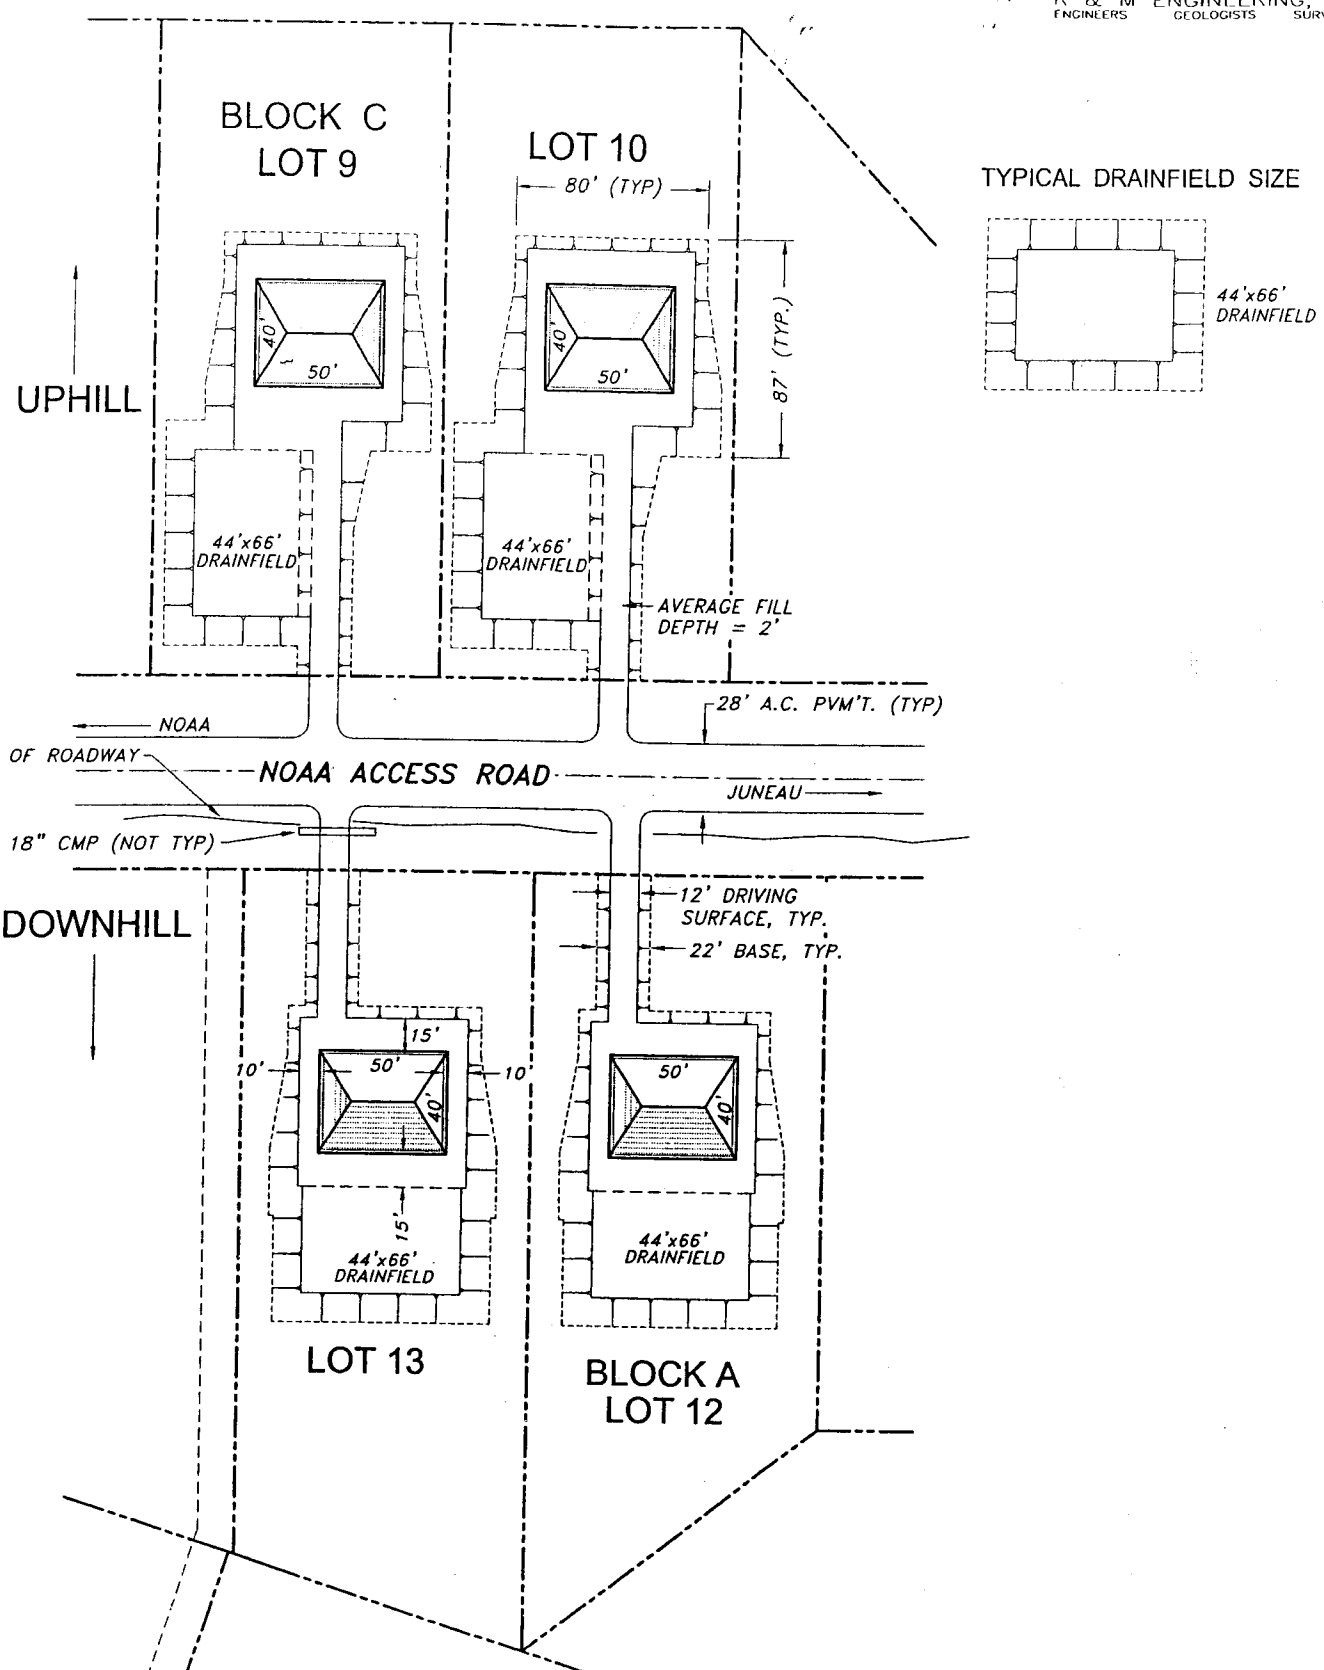 ENGINEERS GEOLOGISTS
BLOCK C
LOT 9
LOT 10
80' (TYP)
TYPICAL DRAINFIELD SIZE
44'x66'
DRAINFIELD
40'
50'
40'
50'
87' (TYP.)
UPHILL
44'x66'
DRAINFIELD
44'x66'
DRAINFIELD
AVERAGE FILL
DEPTH = 2'
28' A.C. PVM'T. (TYP)
NOAA
OF ROADWAY
NOAA ACCESS ROAD
JUNEAU
18" CMP (NOT TYP)
DOWNHILL
12' DRIVING
SURFACE, TYP.
22' BASE, TYP.
15'
10'
50'
10'
40'
50'
40'
15'
44'x66'
DRAINFIELD
44'x66'
DRAINFIELD
LOT 13
BLOCK A
LOT 12